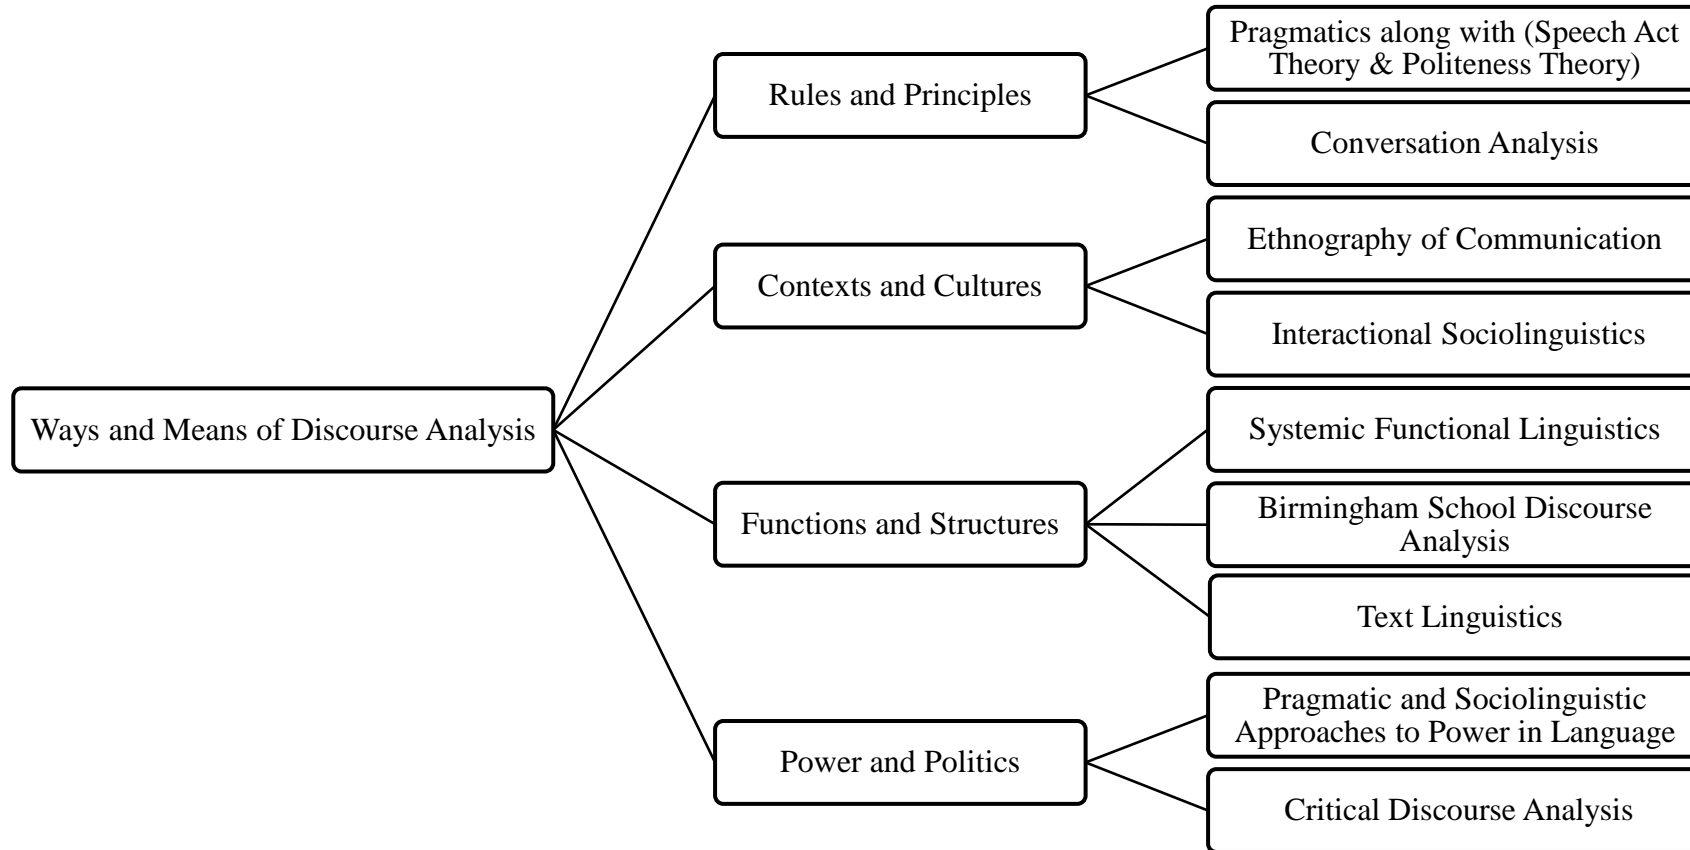 Ways and Means of Discourse Analysis
Rules and Principles
Pragmatics along with (Speech Act
Theory & Politeness Theory)
Conversation Analysis
Contexts and Cultures
Ethnography of Communication
Interactional Sociolinguistics
Functions and Structures
Systemic Functional Linguistics
Birmingham School Discourse
Analysis
Text Linguistics
Power and Politics
Pragmatic and Sociolinguistic
Approaches to Power in Language
Critical Discourse Analysis